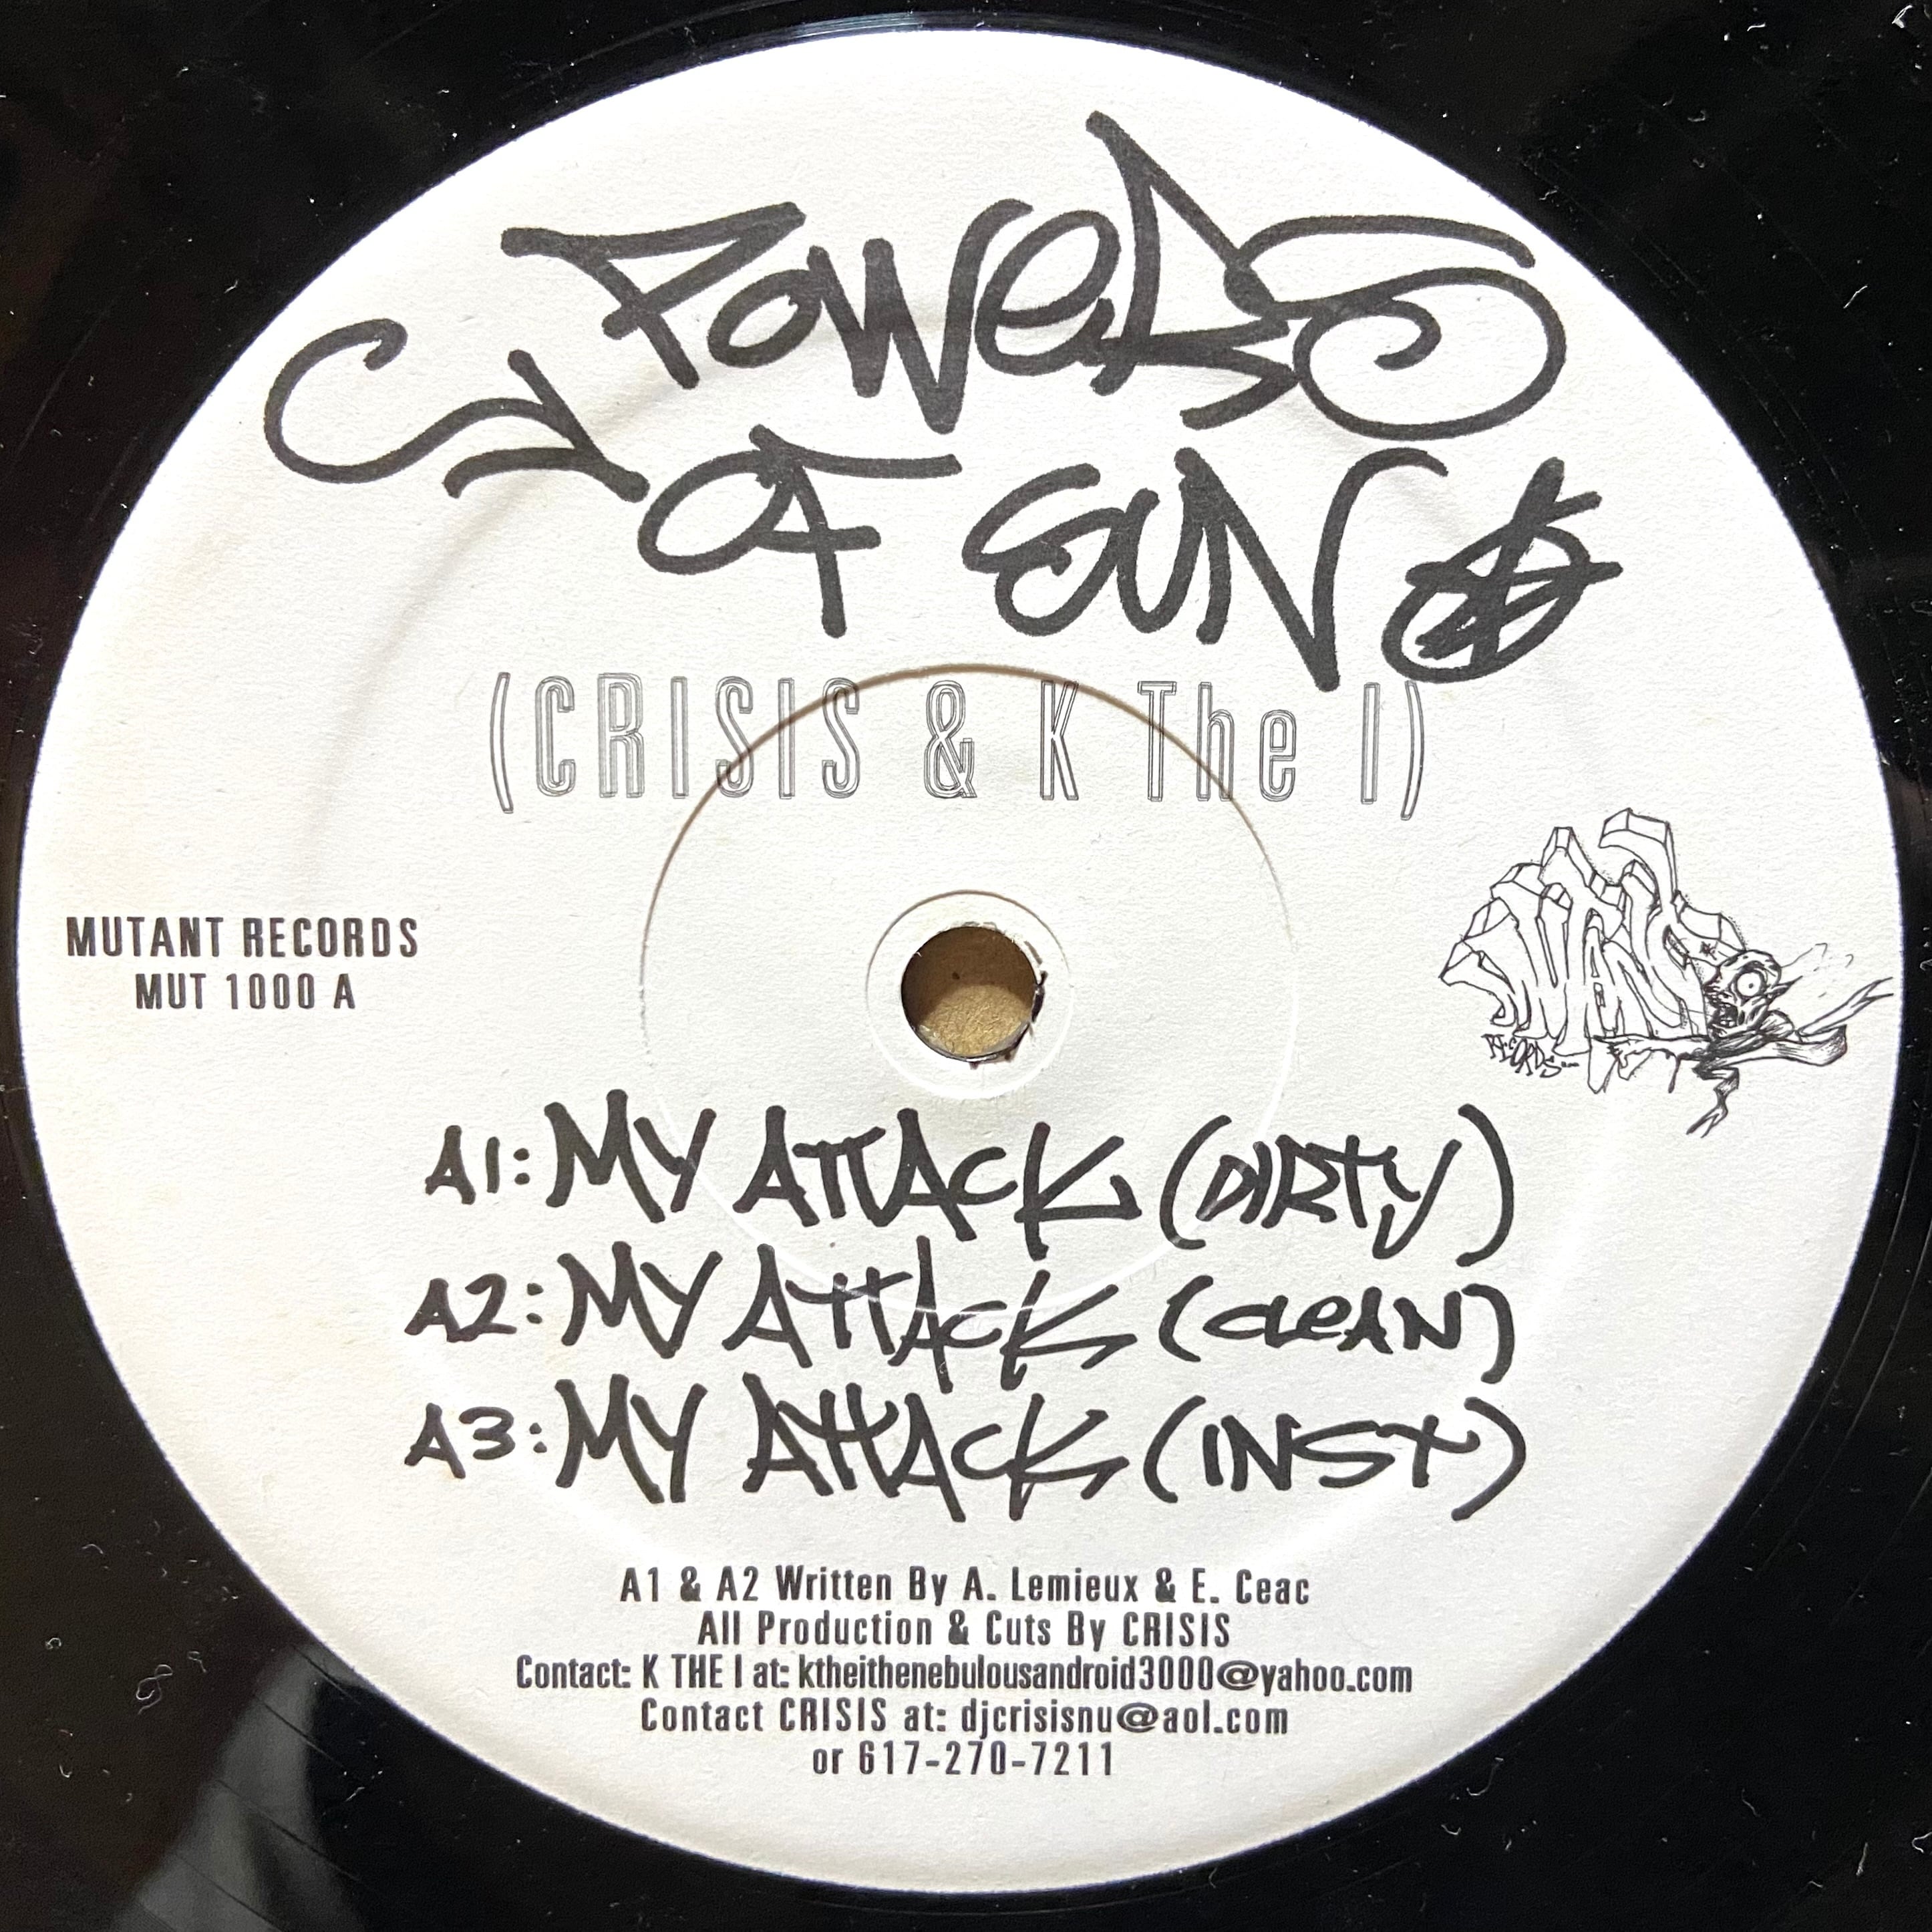 POWERS
OF SUN
(CRISIS & K The I)
MUTANT RECORDS
MUT 1000 A
MUTANT
RECORDS
A1: MY ATTACK (DIRTY)
A2: MY ATTACK (CLEAN)
A3: MY ATTACK (INST)
A1 & A2 Written By A. Lemieux & E. Ceac
All Production & Cuts By CRISIS
Contact: K THE I at: ktheithenebulousandroid3000@yahoo.com
Contact CRISIS at: djcrisisnu@aol.com
or 617-270-7211